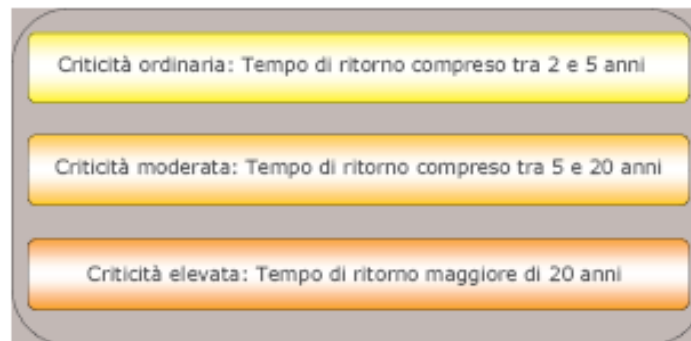 Criticità ordinaria: Tempo di ritorno compreso tra 2 e 5 anni
Criticità moderata: Tempo di ritorno compreso tra 5 e 20 anni
Criticità elevata: Tempo di ritorno maggiore di 20 anni